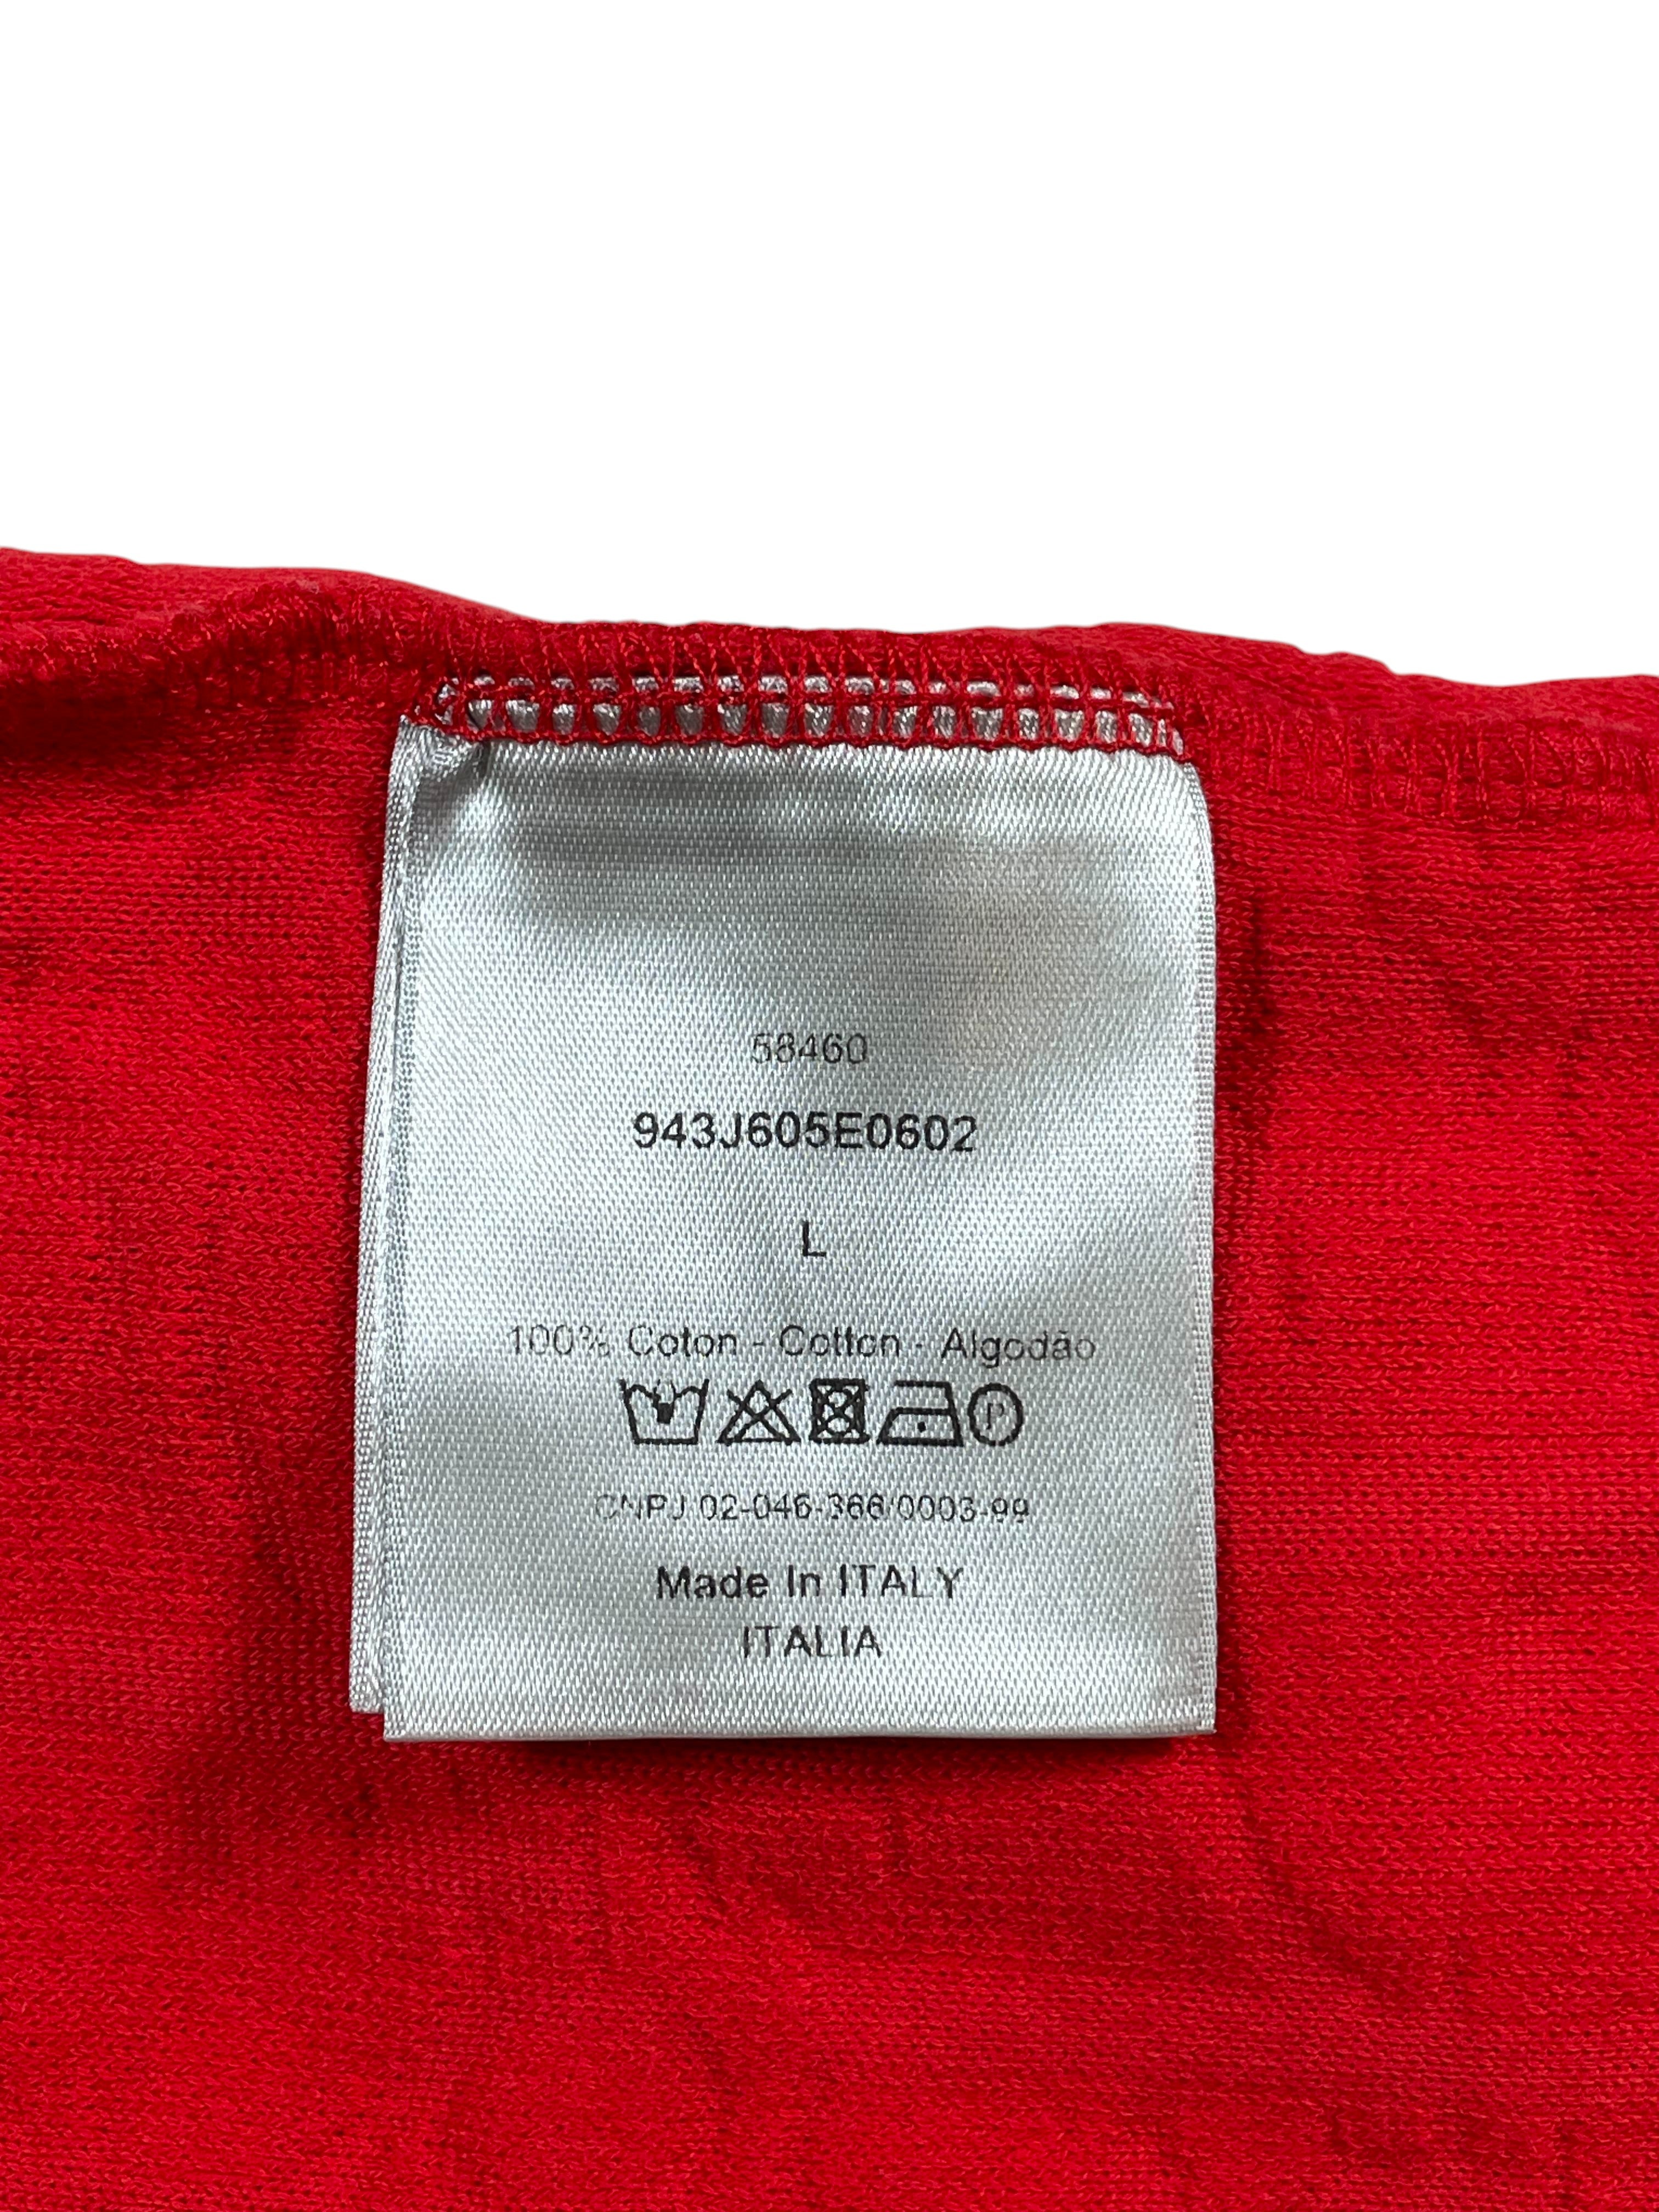 58460
943J605E0602
L
100% Coton - Cotton - Algodão
P
CNPJ 02-046-366/0003-99
Made In ITALY
ITALIA